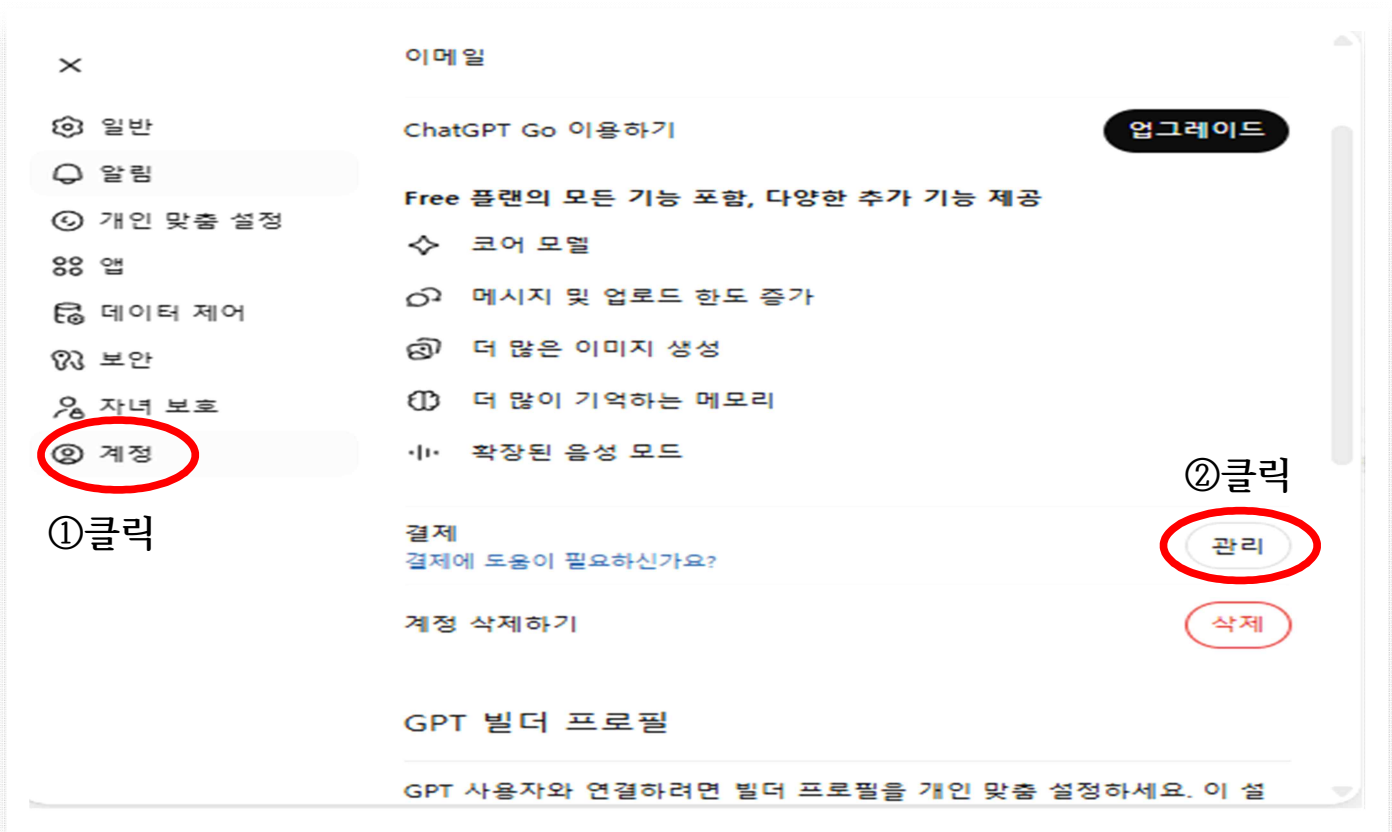 ×
일반
알림
개인 맞춤 설정
앱
데이터 제어
보안
자녀 보호
계정
①클릭
이메일
ChatGPT Go 이용하기
업그레이드
Free 플랜의 모든 기능 포함, 다양한 추가 기능 제공
코어 모델
메시지 및 업로드 한도 증가
더 많은 이미지 생성
더 많이 기억하는 메모리
확장된 음성 모드
②클릭
결제
관리
결제에 도움이 필요하신가요?
계정 삭제하기
삭제
GPT 빌더 프로필
GPT 사용자와 연결하려면 빌더 프로필을 개인 맞춤 설정하세요. 이 설